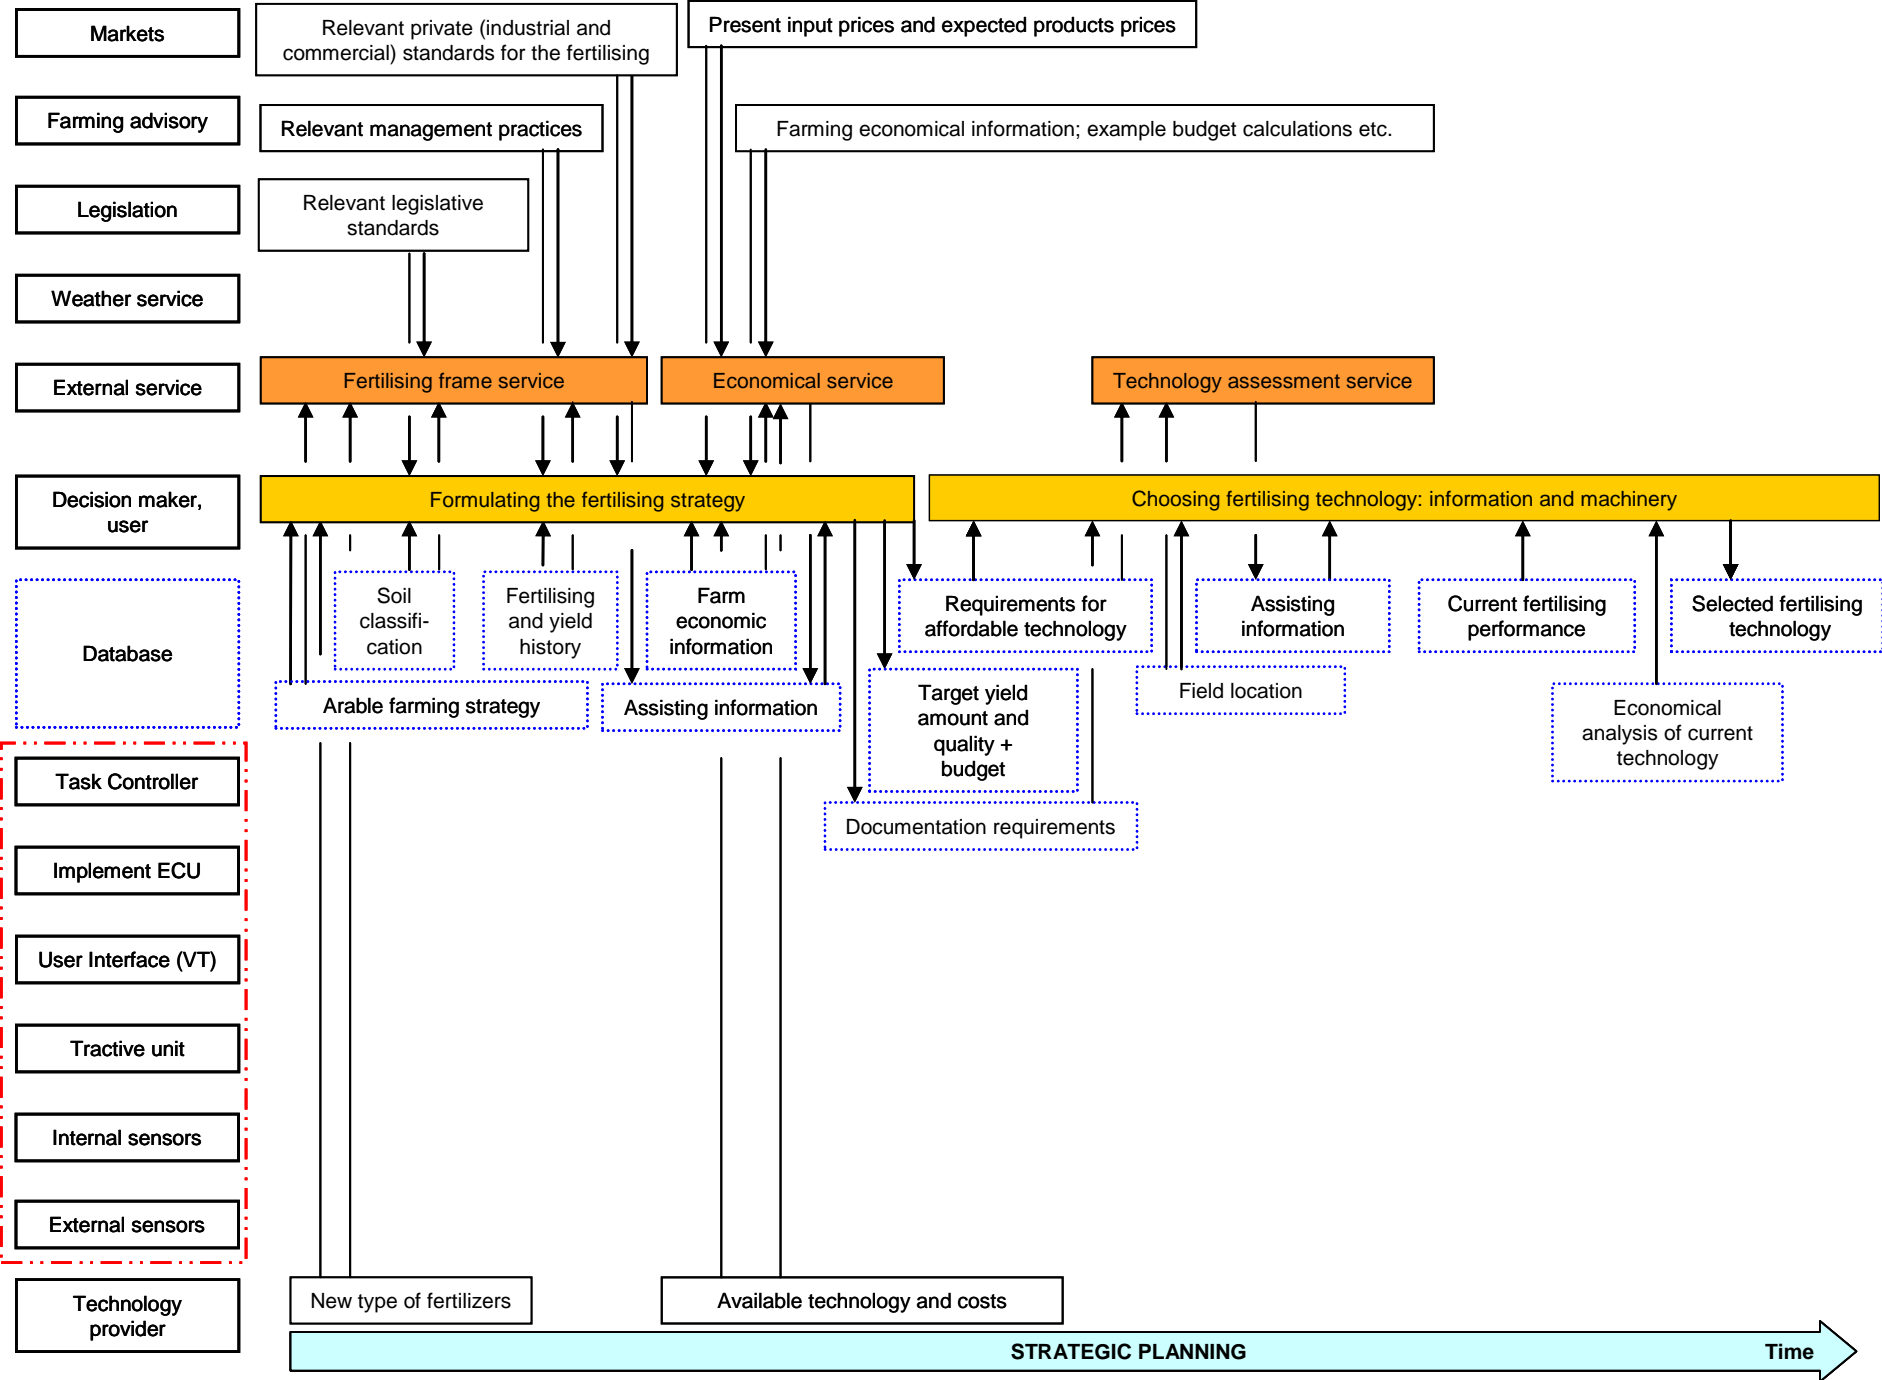 Markets
Relevant private (industrial and
commercial) standards for the fertilising
Present input prices and expected products prices
Farming advisory
Relevant management practices
Farming economical information; example budget calculations etc.
Legislation
Relevant legislative
standards
Weather service
External service
Fertilising frame service
Economical service
Technology assessment service
Decision maker,
user
Formulating the fertilising strategy
Choosing fertilising technology: information and machinery
Database
Soil
classifi-
cation
Fertilising
and yield
history
Farm
economic
information
Requirements for
affordable technology
Assisting
information
Current fertilising
performance
Selected fertilising
technology
Arable farming strategy
Assisting information
Target yield
amount and
quality +
budget
Field location
Economical
analysis of current
technology
Task Controller
Documentation requirements
Implement ECU
User Interface (VT)
Tractive unit
Internal sensors
External sensors
Technology
provider
New type of fertilizers
Available technology and costs
STRATEGIC PLANNING
Time